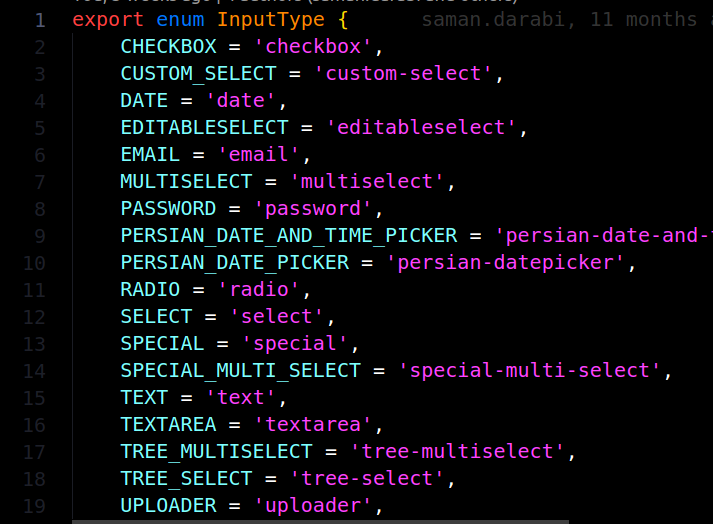 1 export enum InputType { saman.darabi, 11 months
2 CHECKBOX = 'checkbox',
3 CUSTOM_SELECT = 'custom-select',
4 DATE = 'date',
5 EDITABLESELECT = 'editableselect',
6 EMAIL = 'email',
7 MULTISELECT = 'multiselect',
8 PASSWORD = 'password',
9 PERSIAN_DATE_AND_TIME_PICKER = 'persian-date-and-
10 PERSIAN_DATE_PICKER = 'persian-datepicker',
11 RADIO = 'radio',
12 SELECT = 'select',
13 SPECIAL = 'special',
14 SPECIAL_MULTI_SELECT = 'special-multi-select',
15 TEXT = 'text',
16 TEXTAREA = 'textarea',
17 TREE_MULTISELECT = 'tree-multiselect',
18 TREE_SELECT = 'tree-select',
19 UPLOADER = 'uploader',